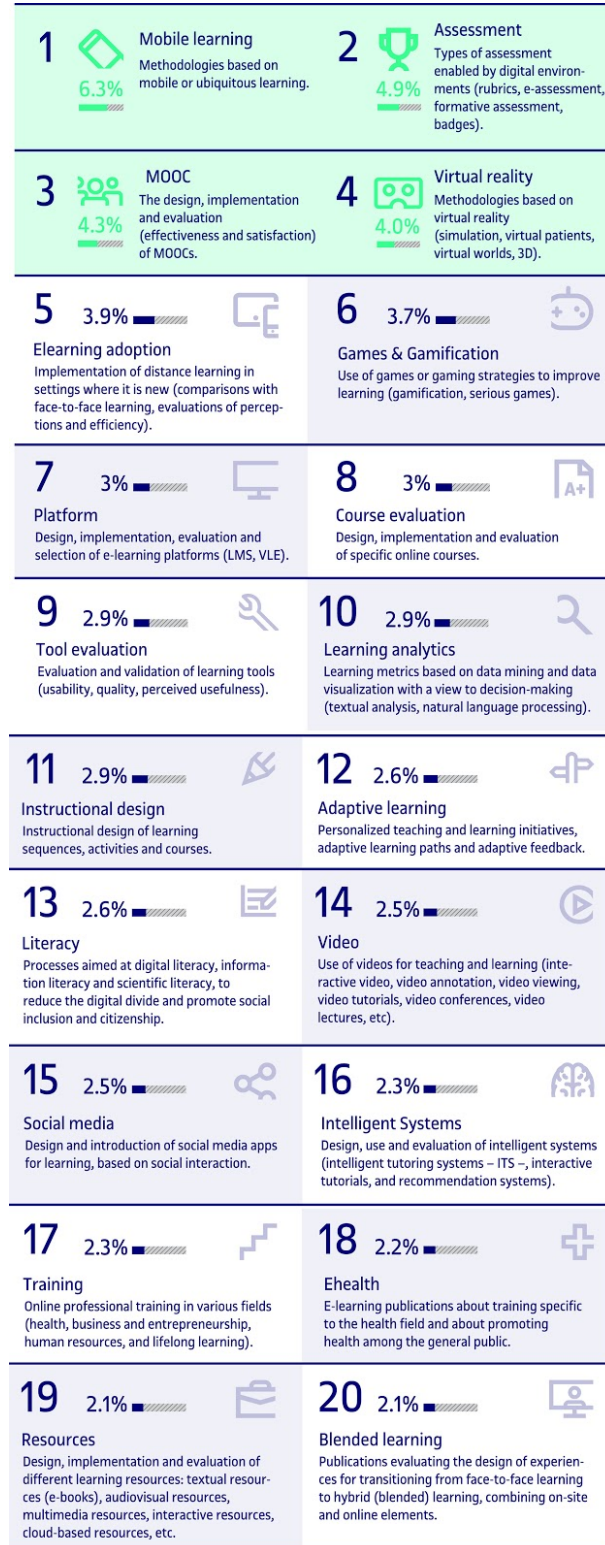 1
Mobile learning
Methodologies based on
mobile or ubiquitous learning.
6.3%
2
Assessment
Types of assessment
enabled by digital environ-
ments (rubrics, e-assessment,
formative assessment,
badges).
4.9%
3
MOOC
The design, implementation
and evaluation
(effectiveness and satisfaction)
of MOOCs.
4.3%
4
Virtual reality
Methodologies based on
virtual reality
(simulation, virtual patients,
virtual worlds, 3D).
4.0%
5 3.9%
Elearning adoption
Implementation of distance learning in
settings where it is new (comparisons with
face-to-face learning, evaluations of percep-
tions and efficiency).
6 3.7%
Games & Gamification
Use of games or gaming strategies to improve
learning (gamification, serious games).
7 3%
Platform
Design, implementation, evaluation and
selection of e-learning platforms (LMS, VLE).
8 3%
A+
Course evaluation
Design, implementation and evaluation
of specific online courses.
9 2.9%
Tool evaluation
Evaluation and validation of learning tools
(usability, quality, perceived usefulness).
10 2.9%
Learning analytics
Learning metrics based on data mining and data
visualization with a view to decision-making
(textual analysis, natural language processing).
11 2.9%
Instructional design
Instructional design of learning
sequences, activities and courses.
12 2.6%
Adaptive learning
Personalized teaching and learning initiatives,
adaptive learning paths and adaptive feedback.
13 2.6%
Literacy
Processes aimed at digital literacy, informa-
tion literacy and scientific literacy, to
reduce the digital divide and promote social
inclusion and citizenship.
14 2.5%
Video
Use of videos for teaching and learning (inte-
ractive video, video annotation, video viewing,
video tutorials, video conferences, video
lectures, etc).
15 2.5%
Social media
Design and introduction of social media apps
for learning, based on social interaction.
16 2.3%
Intelligent Systems
Design, use and evaluation of intelligent systems
(intelligent tutoring systems – ITS –, interactive
tutorials, and recommendation systems).
17 2.3%
Training
Online professional training in various fields
(health, business and entrepreneurship,
human resources, and lifelong learning).
18 2.2%
Ehealth
E-learning publications about training specific
to the health field and about promoting
health among the general public.
19 2.1%
Resources
Design, implementation and evaluation of
different learning resources: textual resour-
ces (e-books), audiovisual resources,
multimedia resources, interactive resources,
cloud-based resources, etc.
20 2.1%
Blended learning
Publications evaluating the design of experien-
ces for transitioning from face-to-face learning
to hybrid (blended) learning, combining on-site
and online elements.